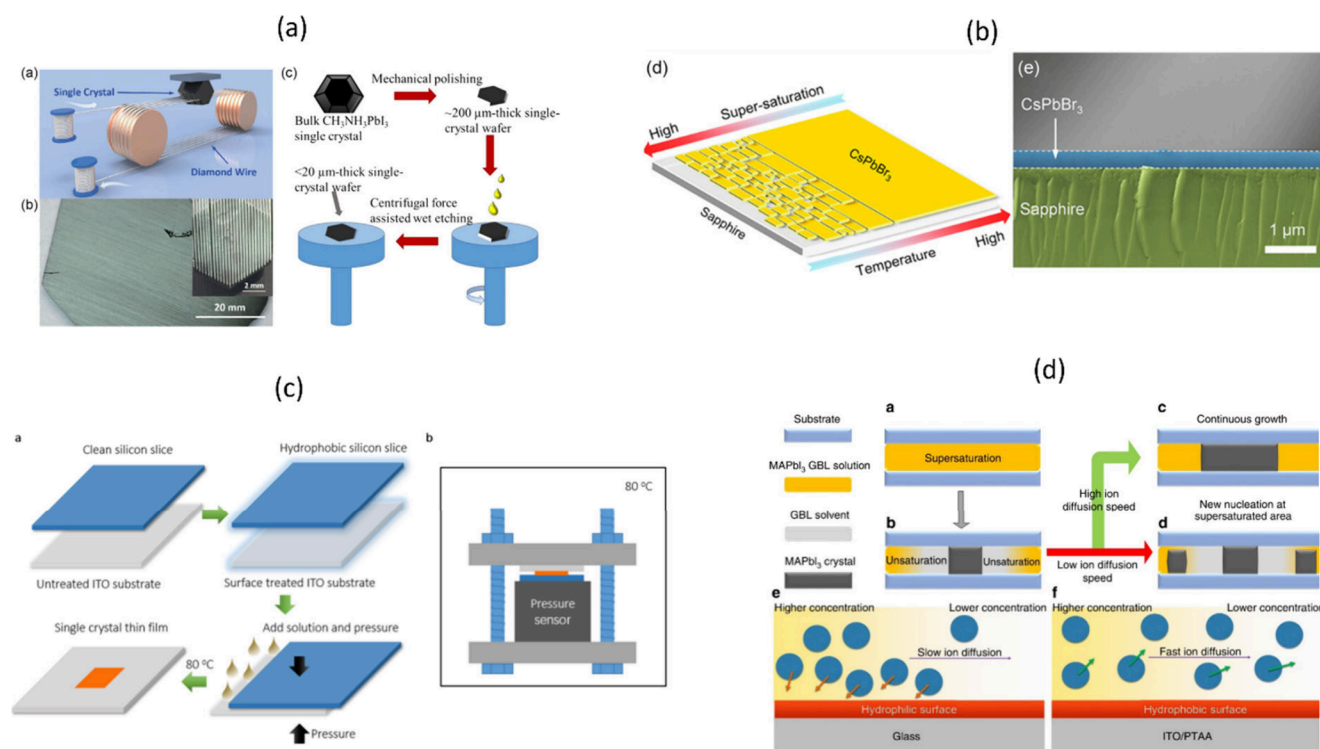 (a)
(a)
Single Crystal
Diamond Wire
(b)
2 mm
20 mm
(c)
Mechanical polishing
Bulk CH₃NH₃PbI₃
single crystal
~200 µm-thick single-
crystal wafer
<20 µm-thick single-
crystal wafer
Centrifugal force
assisted wet etching
(b)
(d)
High
Super-saturation
CsPbBr₃
Sapphire
Temperature
High
(e)
CsPbBr₃
Sapphire
1 µm
(c)
a
Clean silicon slice
Hydrophobic silicon slice
Untreated ITO substrate
Surface treated ITO substrate
Single crystal thin film
80 ºC
Add solution and pressure
Pressure
b
80 ºC
Pressure
sensor
(d)
Substrate
MAPbI₃ GBL solution
GBL solvent
MAPbI₃ crystal
a
Supersaturation
b
Unsaturation
Unsaturation
High ion
diffusion speed
Low ion diffusion
speed
c
Continuous growth
New nucleation at
supersaturated area
d
e
Higher concentration
Lower concentration
Slow ion diffusion
Hydrophilic surface
Glass
f
Higher concentration
Lower concentration
Fast ion diffusion
Hydrophobic surface
ITO/PTAA